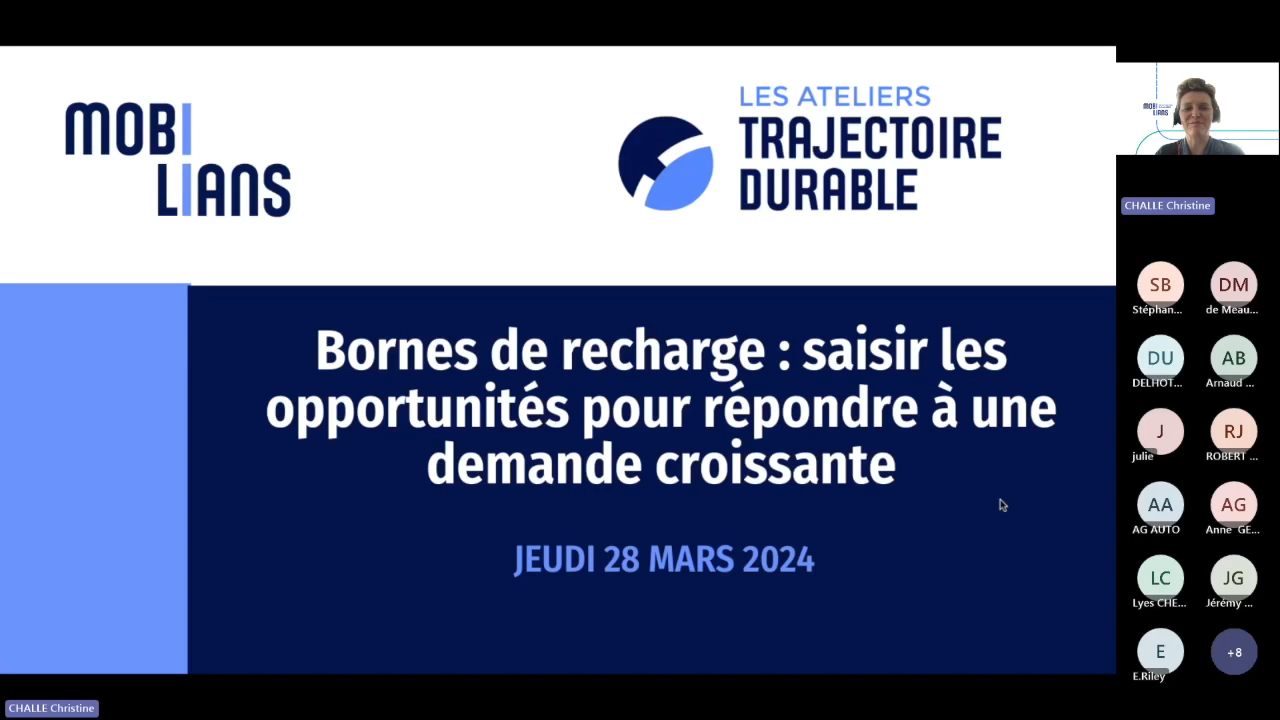 MOBI
LIANS
LES ATELIERS
TRAJECTOIRE
DURABLE
Bornes de recharge : saisir les
opportunités pour répondre à une
demande croissante
JEUDI 28 MARS 2024
CHALLE Christine
MOBI
LIANS
CHALLE Christine
SB
DM
Stéphan...
de Meau...
DU
AB
DELHOT...
Arnaud ...
J
RJ
julie
ROBERT ...
AA
AG
AG AUTO
Anne GE...
LC
JG
Lyes CHE...
Jérémy ...
E
+8
E.Riley